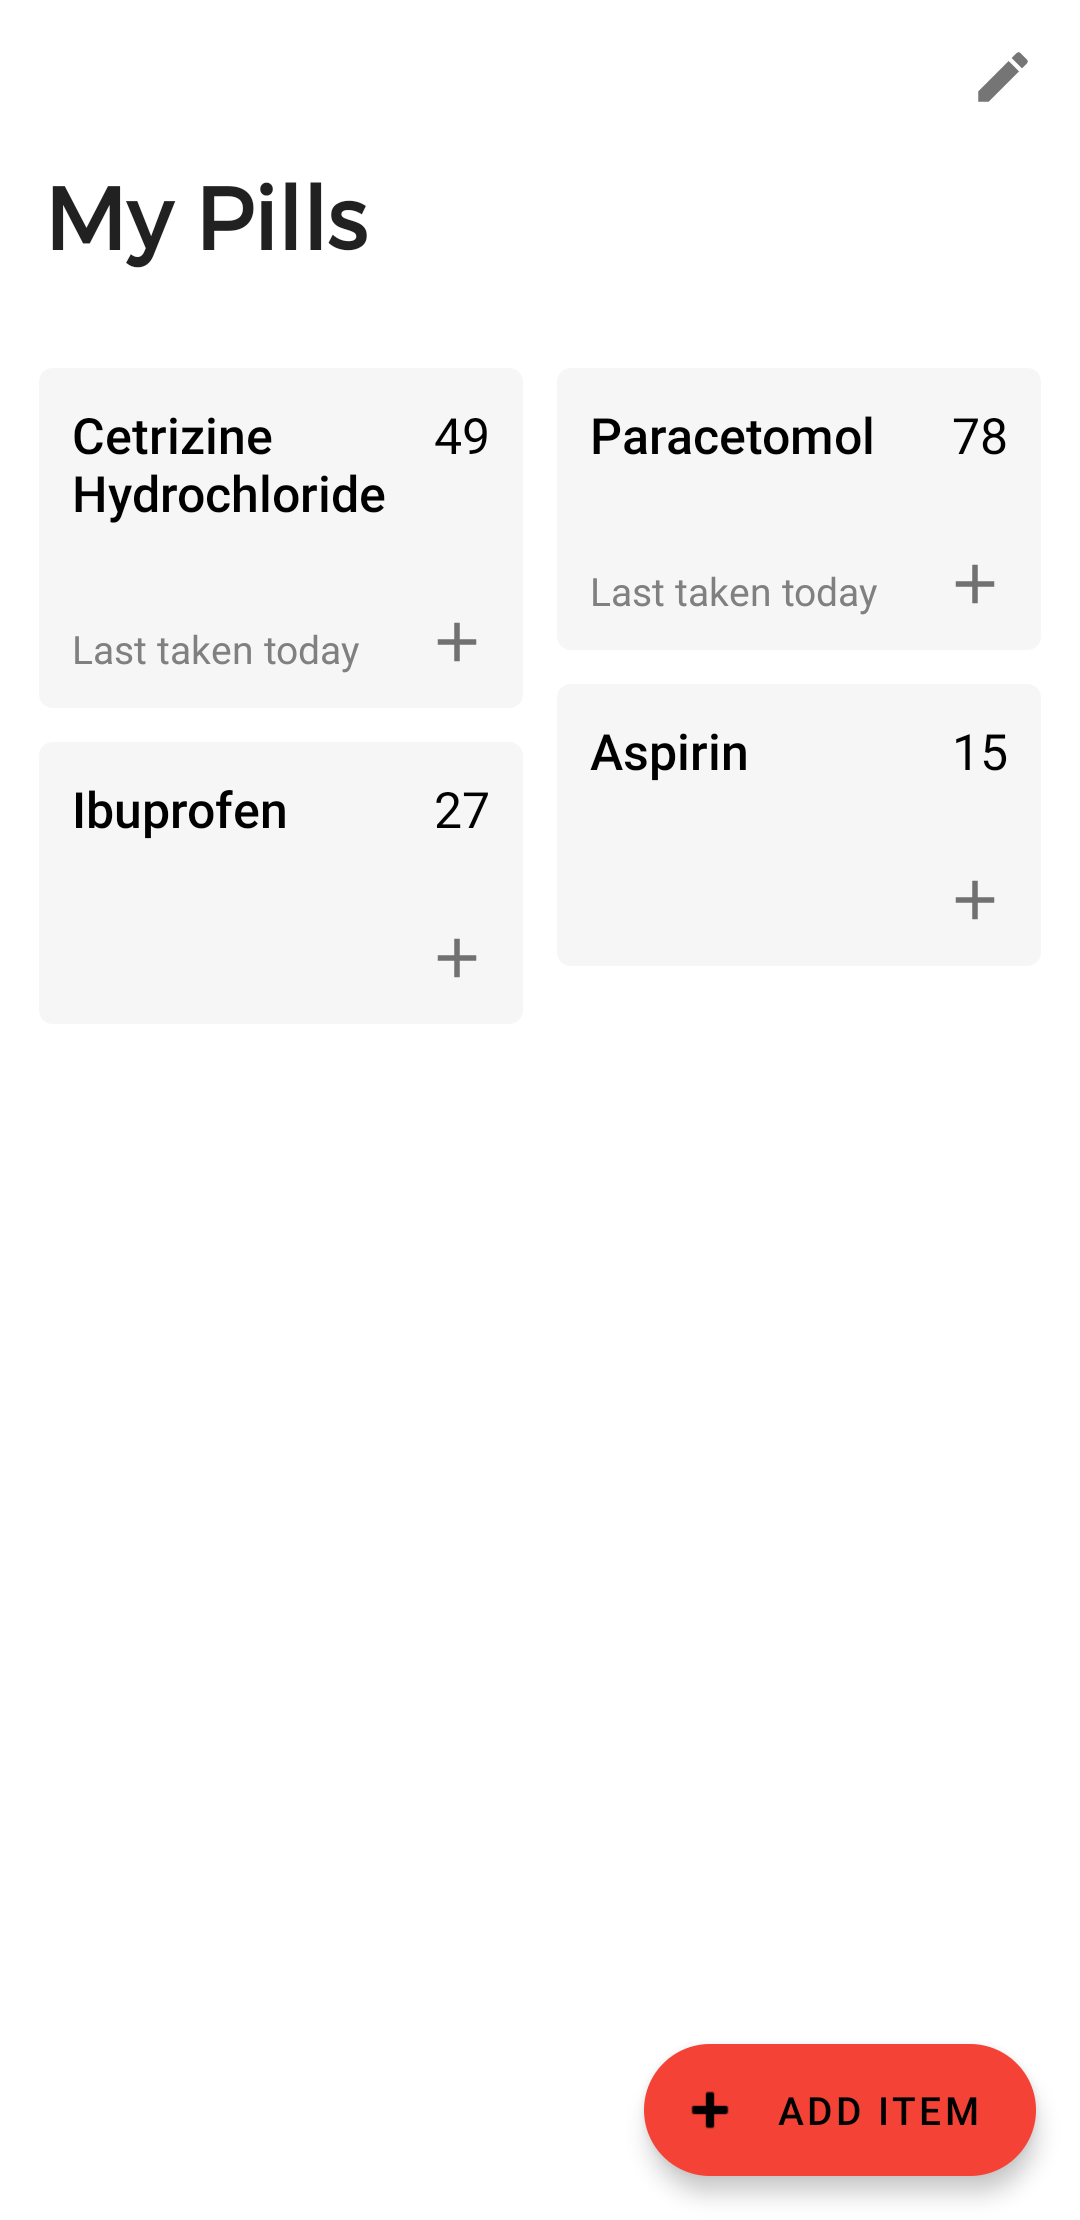 My Pills
Cetrizine 49
Hydrochloride
Last taken today
Paracetomol 78
Last taken today
Ibuprofen 27
Aspirin 15
ADD ITEM